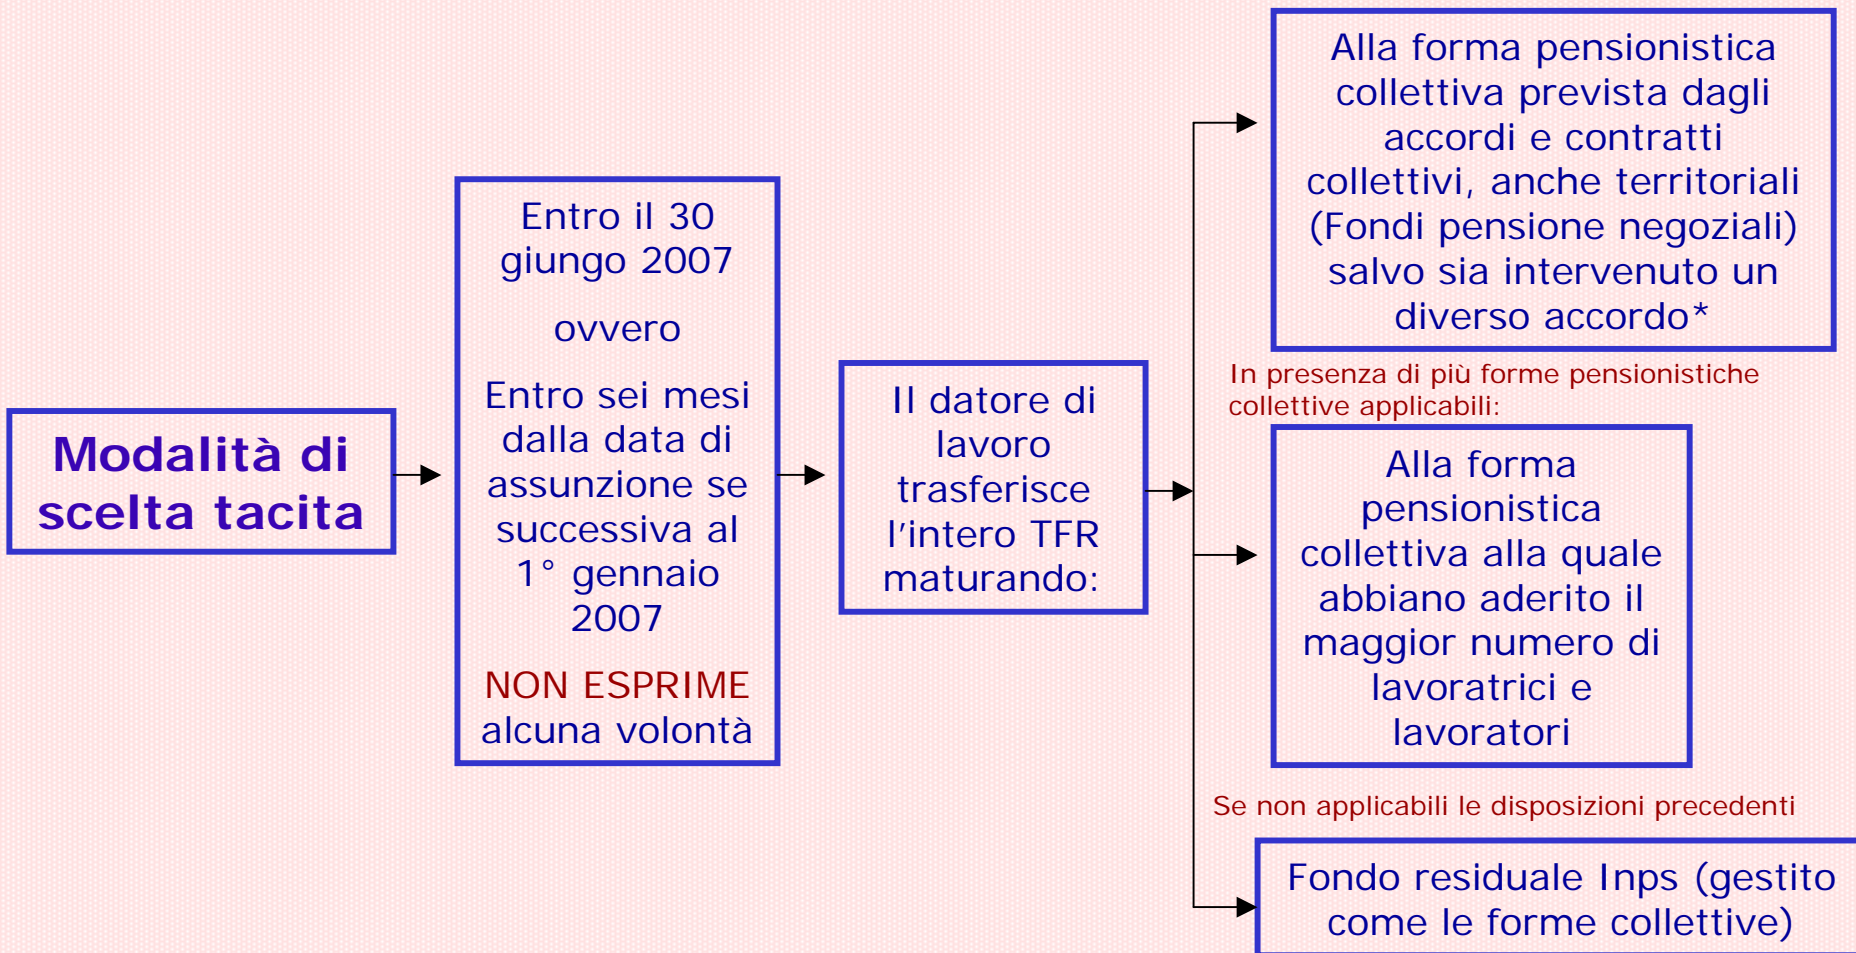 Modalità di
scelta tacita
Entro il 30
giungo 2007
ovvero
Entro sei mesi
dalla data di
assunzione se
successiva al
1° gennaio
2007
NON ESPRIME
alcuna volontà
Il datore di
lavoro
trasferisce
l'intero TFR
maturando:
Alla forma pensionistica
collettiva prevista dagli
accordi e contratti
collettivi, anche territoriali
(Fondi pensione negoziali)
salvo sia intervenuto un
diverso accordo*
In presenza di più forme pensionistiche
collettive applicabili:
Alla forma
pensionistica
collettiva alla quale
abbiano aderito il
maggior numero di
lavoratrici e
lavoratori
Se non applicabili le disposizioni precedenti
Fondo residuale Inps (gestito
come le forme collettive)